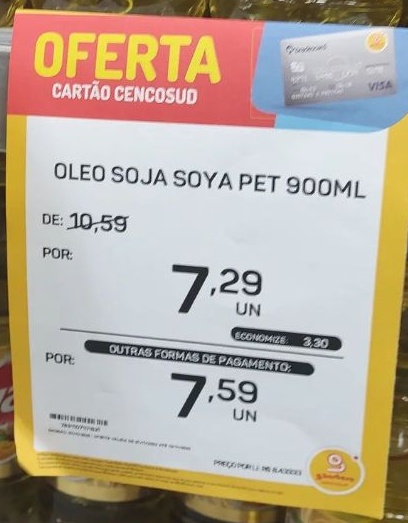 OFERTA
CARTÃO CENCOSUD
VISA
OLEO SOJA SOYA PET 900ML
DE: 10,59
POR:
7,29
UN
ECONOMIZE: 3,30
OUTRAS FORMAS DE PAGAMENTO:
POR:
7,59
UN